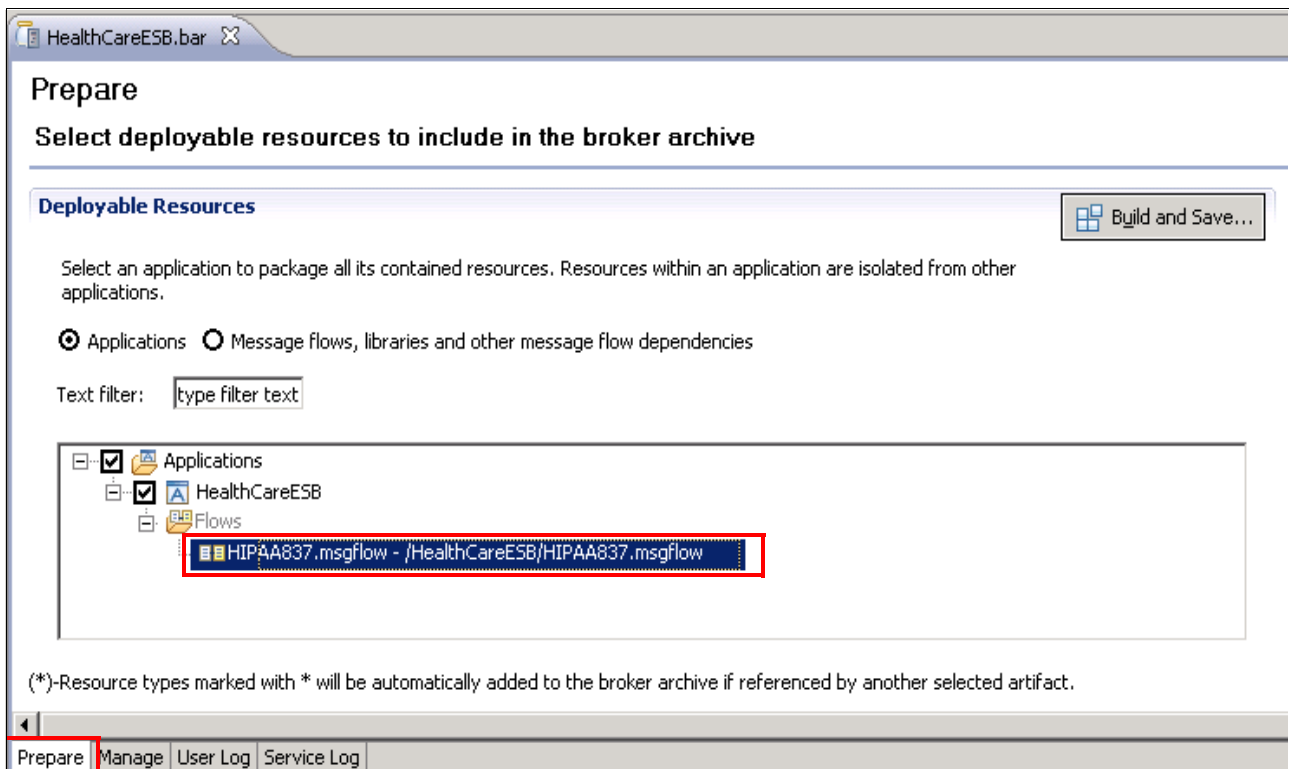 HealthCareESB.bar
Prepare
Select deployable resources to include in the broker archive
Deployable Resources
Build and Save...
Select an application to package all its contained resources. Resources within an application are isolated from other
applications.
Applications Message flows, libraries and other message flow dependencies
Text filter: type filter text
Applications
HealthCareESB
Flows
HIPAA837.msgflow - /HealthCareESB/HIPAA837.msgflow
(*)-Resource types marked with * will be automatically added to the broker archive if referenced by another selected artifact.
Prepare Manage User Log Service Log